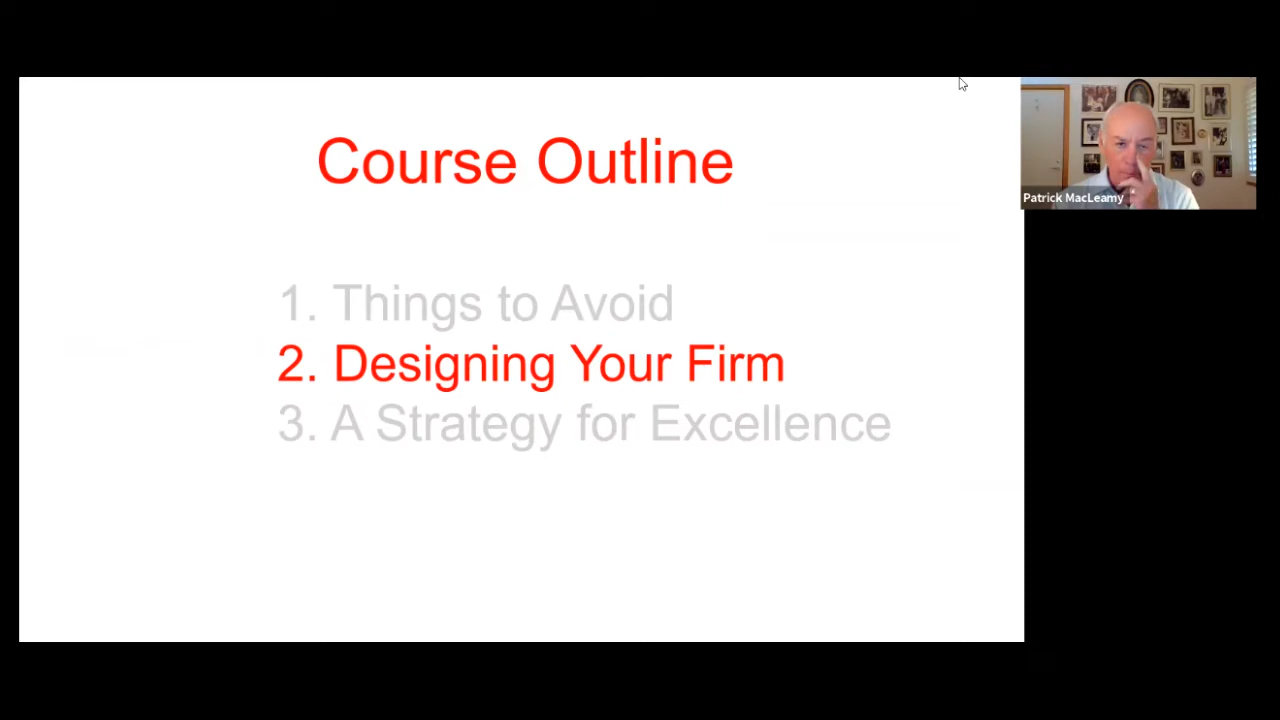 Course Outline
1. Things to Avoid
2. Designing Your Firm
3. A Strategy for Excellence
Patrick MacLeamy